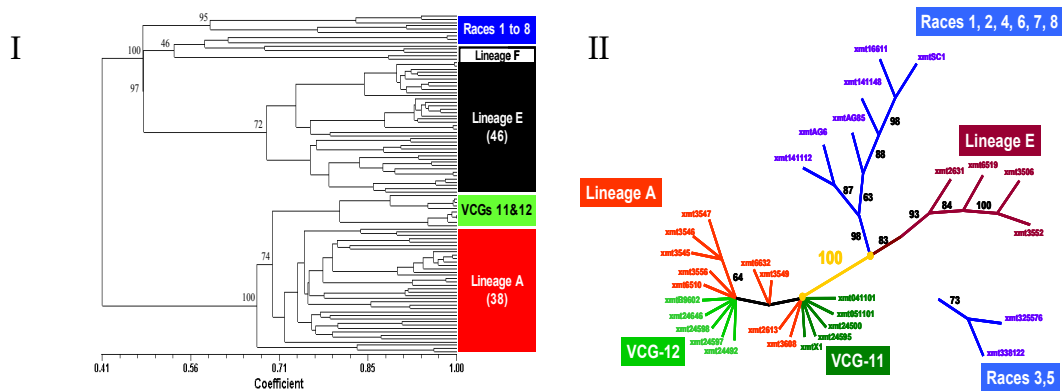 I
95
46
100
97
72
74
100
Races 1 to 8
Lineage F
Lineage E
(46)
VCGs 11&12
Lineage A
(38)
0.41
0.56
0.71
0.85
1.00
Coefficient
II
Races 1, 2, 4, 6, 7, 8
xmt16611
xmtSC1
xmt141148
xmtAG85
xmtAG6
xmt141112
98
88
87
63
98
83
93
84
100
Lineage E
xmt2631
xmt6519
xmt3506
xmt3552
100
Lineage A
xmt3547
xmt3546
xmt3545
xmt3556
xmt6510
64
xmt6632
xmt3549
xmtB9602
xmt24646
xmt24598
xmt24597
xmt24492
VCG-12
xmt2613
xmt3608
xmtX1
xmt041101
xmt051101
xmt24500
xmt24595
VCG-11
73
xmt325576
xmt338122
Races 3,5